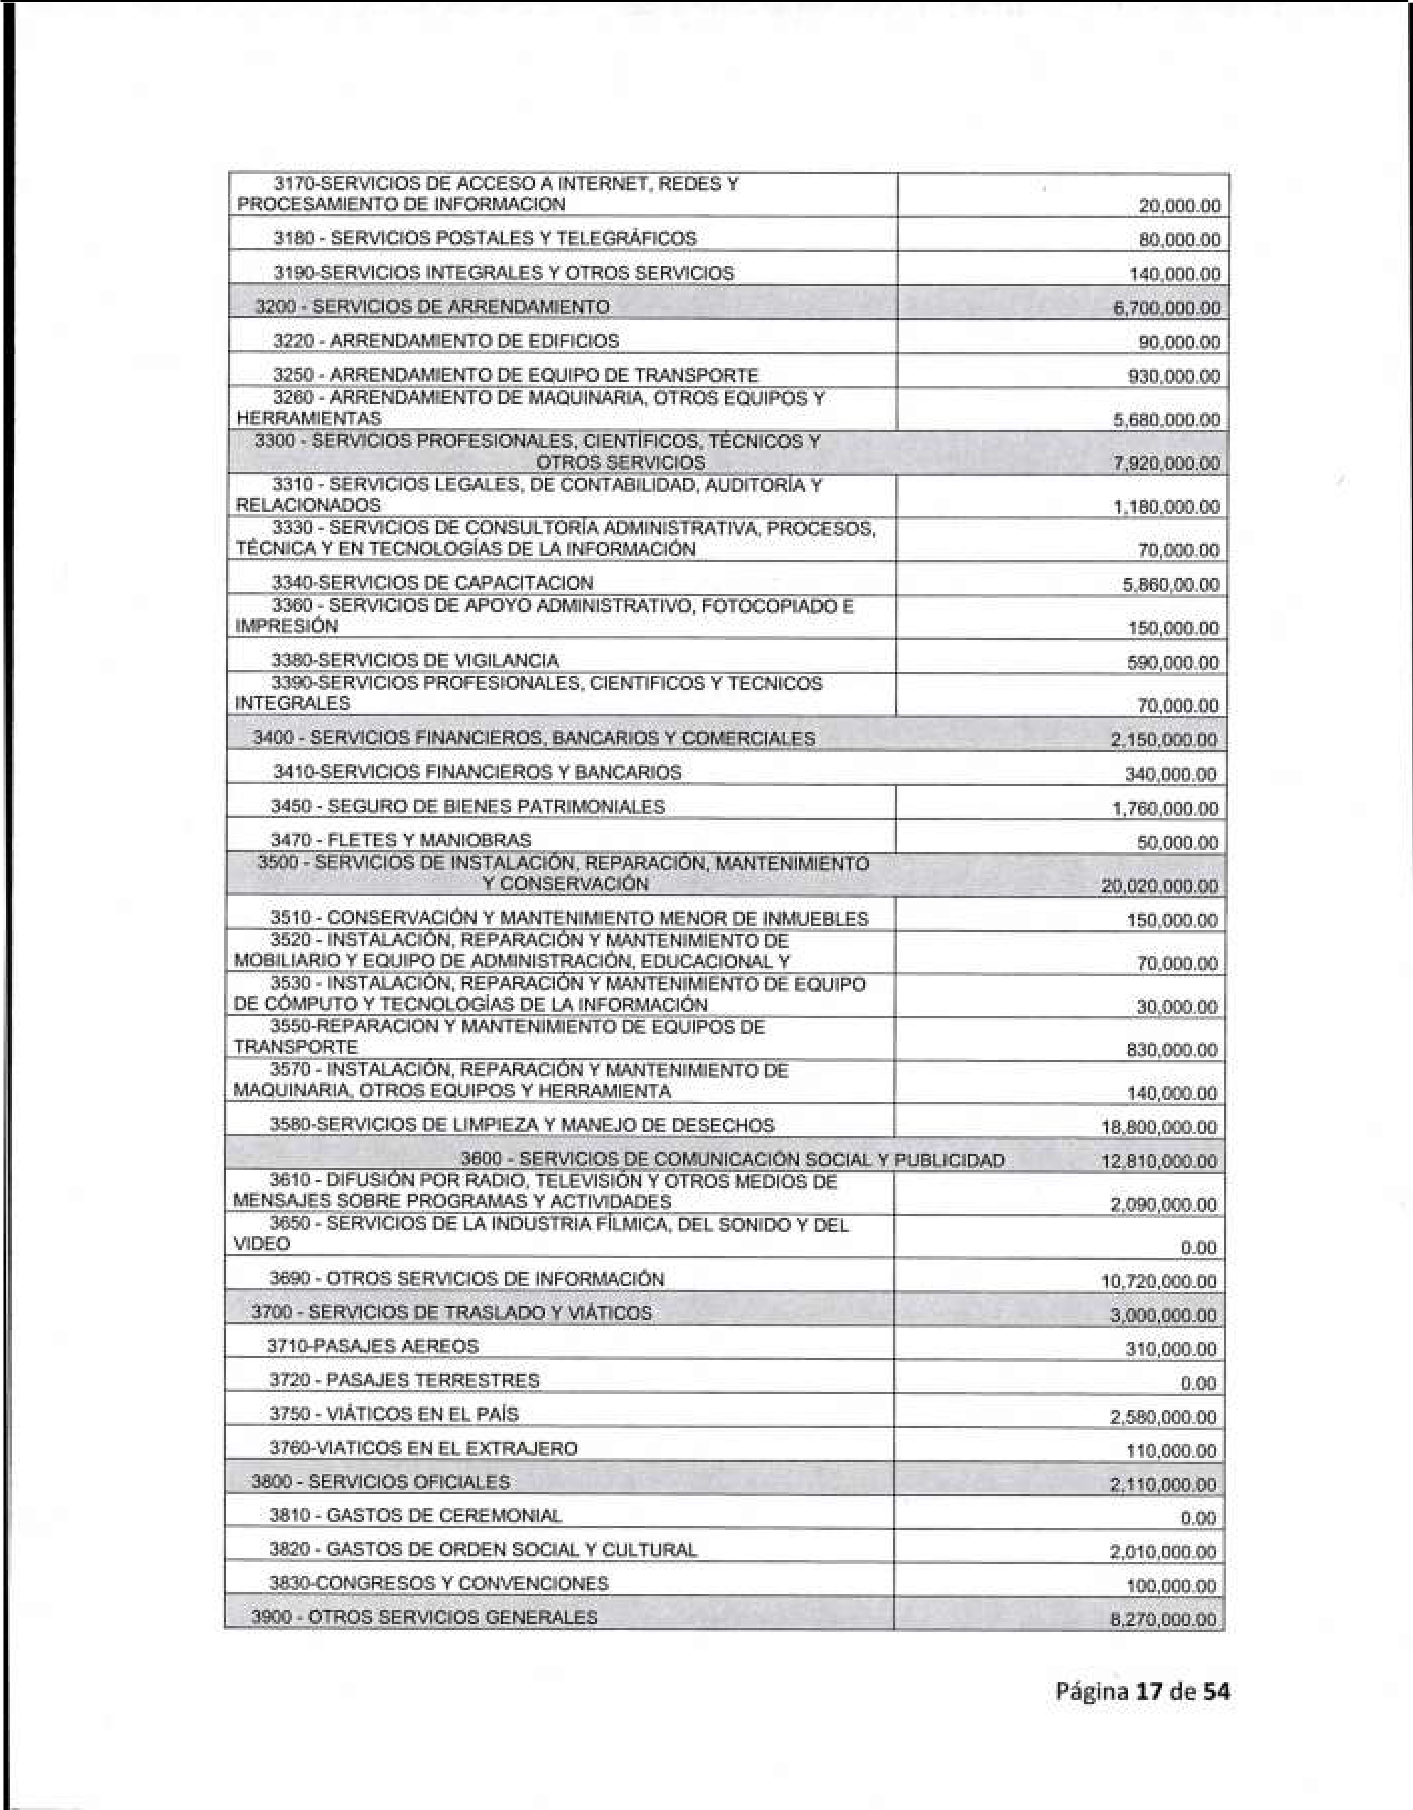 3170-SERVICIOS DE ACCESO A INTERNET, REDES Y
PROCESAMIENTO DE INFORMACION 20,000.00
3180 - SERVICIOS POSTALES Y TELEGRÁFICOS 80,000.00
3190-SERVICIOS INTEGRALES Y OTROS SERVICIOS 140,000.00
3200 - SERVICIOS DE ARRENDAMIENTO 6,700,000.00
3220 - ARRENDAMIENTO DE EDIFICIOS 90,000.00
3250 - ARRENDAMIENTO DE EQUIPO DE TRANSPORTE 930,000.00
3260 - ARRENDAMIENTO DE MAQUINARIA, OTROS EQUIPOS Y
HERRAMIENTAS 5,680,000.00
3300 - SERVICIOS PROFESIONALES, CIENTÍFICOS, TÉCNICOS Y
OTROS SERVICIOS 7,920,000.00
3310 - SERVICIOS LEGALES, DE CONTABILIDAD, AUDITORÍA Y
RELACIONADOS 1,180,000.00
3330 - SERVICIOS DE CONSULTORÍA ADMINISTRATIVA, PROCESOS,
TÉCNICA Y EN TECNOLOGÍAS DE LA INFORMACIÓN 70,000.00
3340-SERVICIOS DE CAPACITACION 5,860,00.00
3360 - SERVICIOS DE APOYO ADMINISTRATIVO, FOTOCOPIADO E
IMPRESIÓN 150,000.00
3380-SERVICIOS DE VIGILANCIA 590,000.00
3390-SERVICIOS PROFESIONALES, CIENTIFICOS Y TECNICOS
INTEGRALES 70,000.00
3400 - SERVICIOS FINANCIEROS, BANCARIOS Y COMERCIALES 2,150,000.00
3410-SERVICIOS FINANCIEROS Y BANCARIOS 340,000.00
3450 - SEGURO DE BIENES PATRIMONIALES 1,760,000.00
3470 - FLETES Y MANIOBRAS 50,000.00
3500 - SERVICIOS DE INSTALACIÓN, REPARACIÓN, MANTENIMIENTO
Y CONSERVACIÓN 20,020,000.00
3510 - CONSERVACIÓN Y MANTENIMIENTO MENOR DE INMUEBLES 150,000.00
3520 - INSTALACIÓN, REPARACIÓN Y MANTENIMIENTO DE
MOBILIARIO Y EQUIPO DE ADMINISTRACIÓN, EDUCACIONAL Y 70,000.00
3530 - INSTALACIÓN, REPARACIÓN Y MANTENIMIENTO DE EQUIPO
DE CÓMPUTO Y TECNOLOGÍAS DE LA INFORMACIÓN 30,000.00
3550-REPARACION Y MANTENIMIENTO DE EQUIPOS DE
TRANSPORTE 830,000.00
3570 - INSTALACIÓN, REPARACIÓN Y MANTENIMIENTO DE
MAQUINARIA, OTROS EQUIPOS Y HERRAMIENTA 140,000.00
3580-SERVICIOS DE LIMPIEZA Y MANEJO DE DESECHOS 18,800,000.00
3600 - SERVICIOS DE COMUNICACIÓN SOCIAL Y PUBLICIDAD 12,810,000.00
3610 - DIFUSIÓN POR RADIO, TELEVISIÓN Y OTROS MEDIOS DE
MENSAJES SOBRE PROGRAMAS Y ACTIVIDADES 2,090,000.00
3650 - SERVICIOS DE LA INDUSTRIA FÍLMICA, DEL SONIDO Y DEL
VIDEO 0.00
3690 - OTROS SERVICIOS DE INFORMACIÓN 10,720,000.00
3700 - SERVICIOS DE TRASLADO Y VIÁTICOS 3,000,000.00
3710-PASAJES AEREOS 310,000.00
3720 - PASAJES TERRESTRES 0.00
3750 - VIÁTICOS EN EL PAÍS 2,580,000.00
3760-VIATICOS EN EL EXTRAJERO 110,000.00
3800 - SERVICIOS OFICIALES 2,110,000.00
3810 - GASTOS DE CEREMONIAL 0.00
3820 - GASTOS DE ORDEN SOCIAL Y CULTURAL 2,010,000.00
3830-CONGRESOS Y CONVENCIONES 100,000.00
3900 - OTROS SERVICIOS GENERALES 8,270,000.00
Página 17 de 54